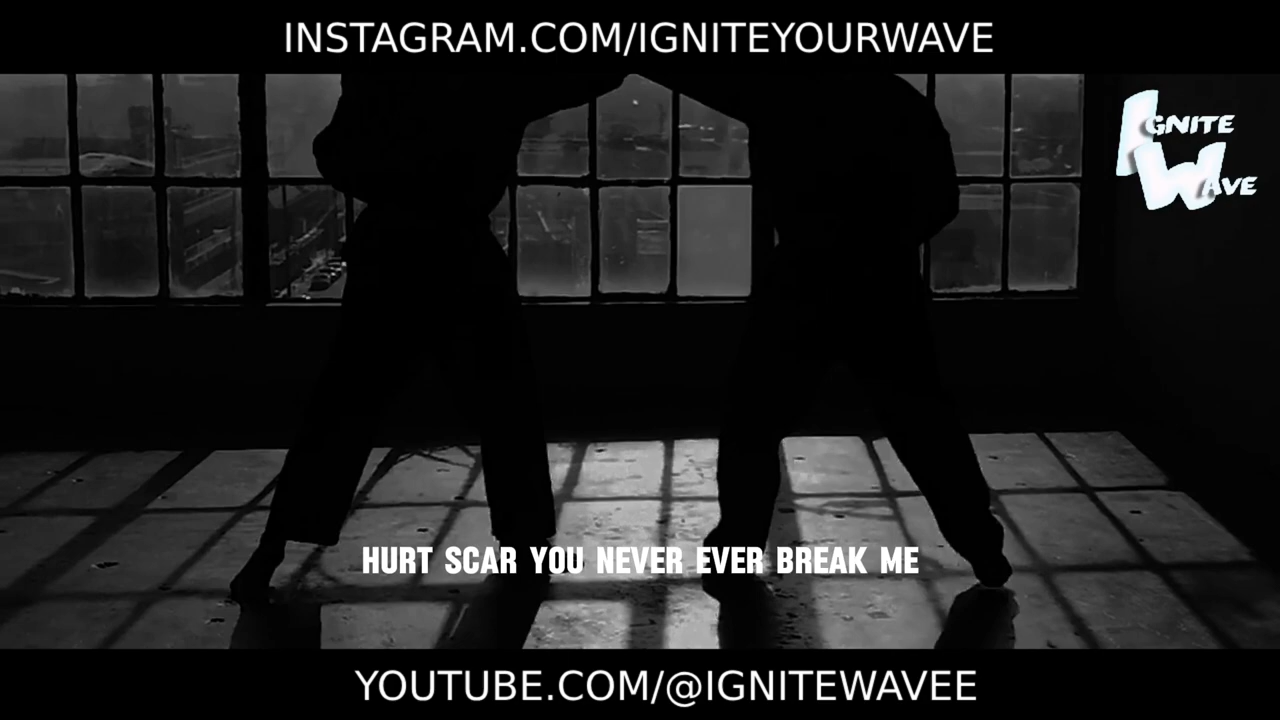 INSTAGRAM.COM/IGNITEYOURWAVE
IGNITE
WAVE
HURT SCAR YOU NEVER EVER BREAK ME
YOUTUBE.COM/@IGNITEWAVEE